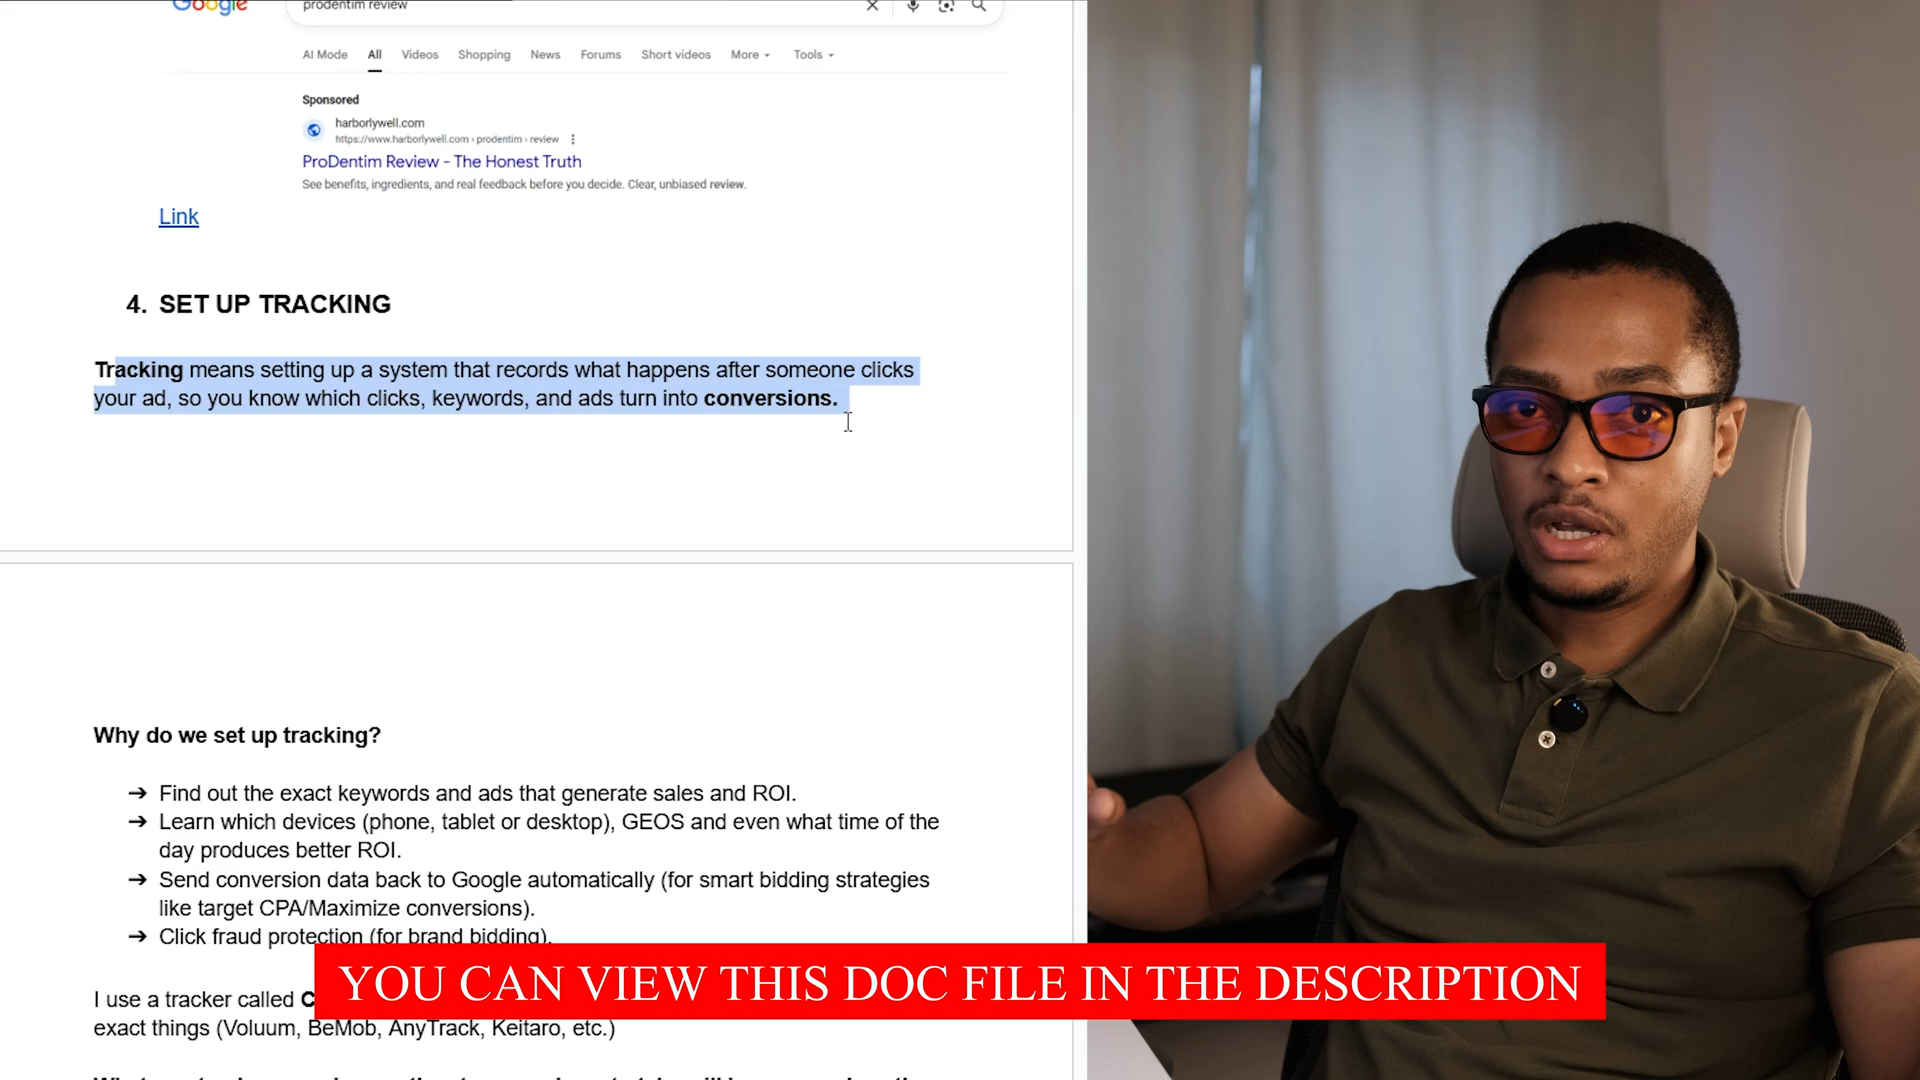 Google
prodentim review
AI Mode All Videos Shopping News Forums Short videos More Tools
Sponsored
harborlywell.com
https://www.harborlywell.com › prodentim › review
ProDentim Review - The Honest Truth
See benefits, ingredients, and real feedback before you decide. Clear, unbiased review.
Link
4. SET UP TRACKING
Tracking means setting up a system that records what happens after someone clicks
your ad, so you know which clicks, keywords, and ads turn into conversions.
Why do we set up tracking?
➔ Find out the exact keywords and ads that generate sales and ROI.
➔ Learn which devices (phone, tablet or desktop), GEOS and even what time of the
day produces better ROI.
➔ Send conversion data back to Google automatically (for smart bidding strategies
like target CPA/Maximize conversions).
➔ Click fraud protection (for brand bidding).
I use a tracker called
exact things (Voluum, BeMob, AnyTrack, Keitaro, etc.)
YOU CAN VIEW THIS DOC FILE IN THE DESCRIPTION